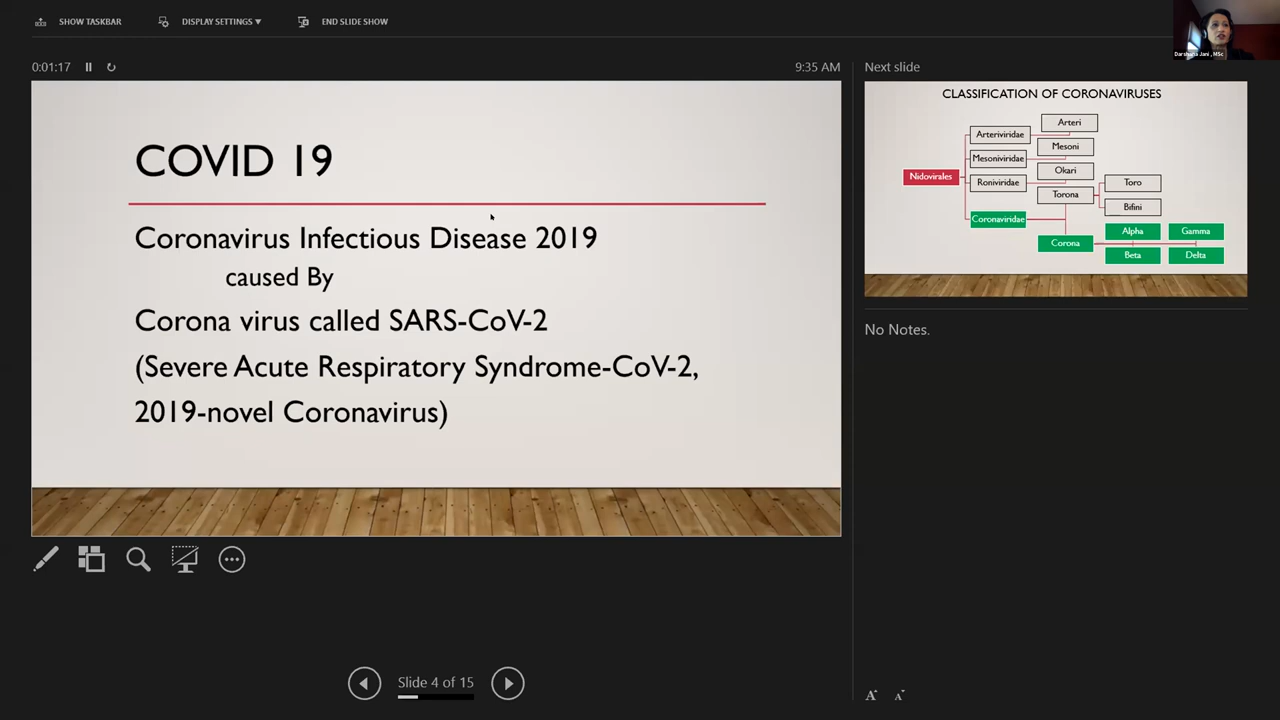 SHOW TASKBAR
DISPLAY SETTINGS ▼
END SLIDE SHOW
Darshana Jani , MSc
0:01:17
9:35 AM
COVID 19
Coronavirus Infectious Disease 2019
caused By
Corona virus called SARS-CoV-2
(Severe Acute Respiratory Syndrome-CoV-2,
2019-novel Coronavirus)
Slide 4 of 15
Next slide
CLASSIFICATION OF CORONAVIRUSES
Nidovirales
Arteriviridae
Mesoniviridae
Roniviridae
Coronaviridae
Arteri
Mesoni
Okari
Torona
Corona
Toro
Bifini
Alpha
Gamma
Beta
Delta
No Notes.
A
A